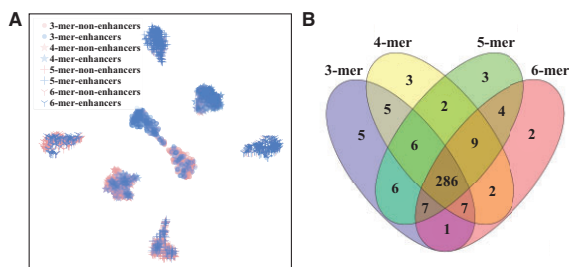 A
3-mer-non-enhancers
3-mer-enhancers
4-mer-non-enhancers
4-mer-enhancers
5-mer-non-enhancers
5-mer-enhancers
6-mer-non-enhancers
6-mer-enhancers
B
4-mer 5-mer
3-mer 6-mer
3 3
2
5 4
5 6 9 2
286
6 2
7 7
1